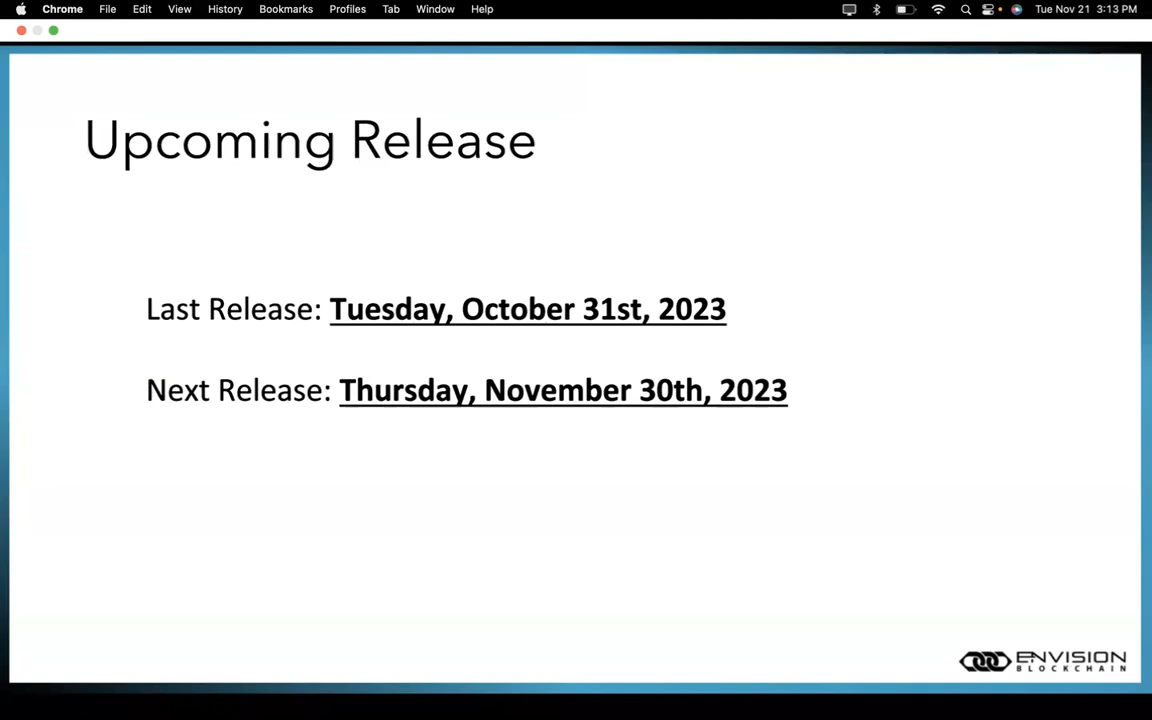 Chrome File Edit View History Bookmarks Profiles Tab Window Help Tue Nov 21 3:13 PM
Upcoming Release
Last Release: Tuesday, October 31st, 2023
Next Release: Thursday, November 30th, 2023
ENVISION
BLOCKCHAIN